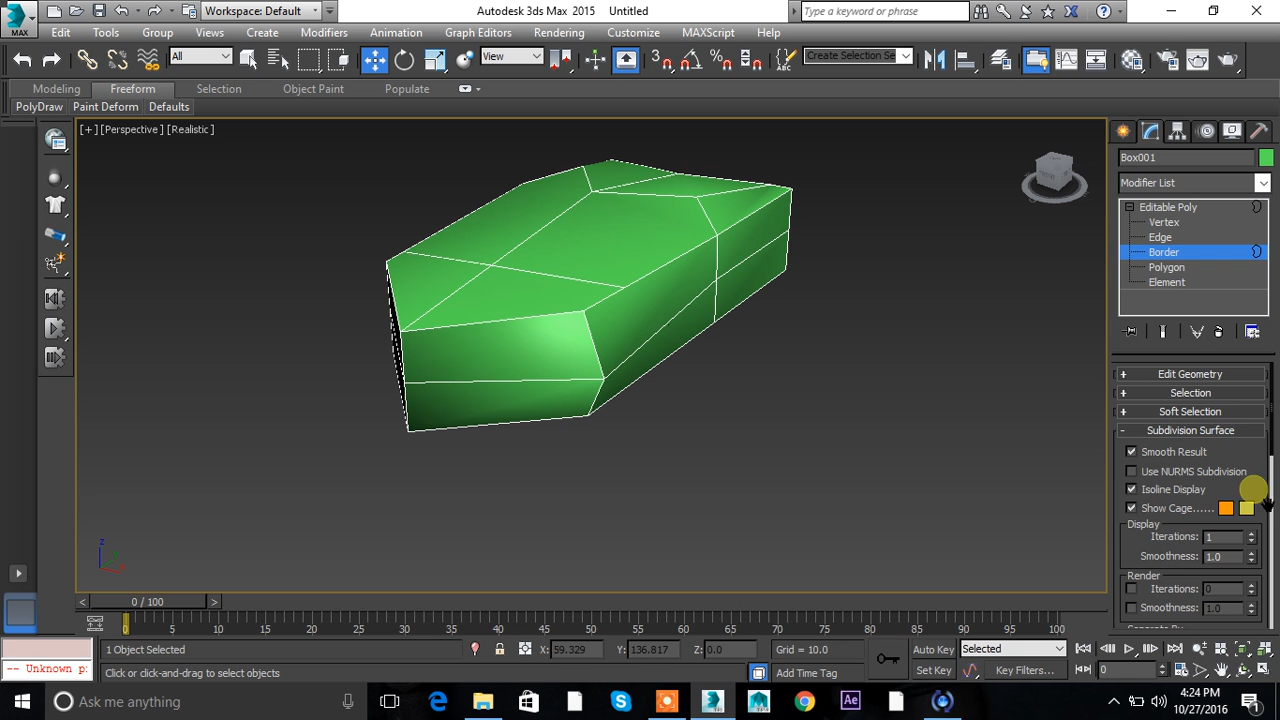 MAX
Workspace: Default
Autodesk 3ds Max 2015 Untitled
Type a keyword or phrase
Edit Tools Group Views Create Modifiers Animation Graph Editors Rendering Customize MAXScript Help
All
View
3
Create Selection Se
Modeling Freeform Selection Object Paint Populate
PolyDraw Paint Deform Defaults
[+] [Perspective ] [Realistic ]
Box001
Modifier List
Editable Poly
Vertex
Edge
Border
Polygon
Element
+ Edit Geometry
+ Selection
+ Soft Selection
- Subdivision Surface
Smooth Result
Use NURMS Subdivision
Isoline Display
Show Cage......
Display
Iterations: 1
Smoothness: 1.0
Render
Iterations: 0
Smoothness: 1.0
z
< 0 / 100 >
0 5 10 15 20 25 30 35 40 45 50 55 60 65 70 75 80 85 90 95 100
1 Object Selected X: 59.329 Y: 136.817 Z: 0.0 Grid = 10.0 Auto Key Selected
-- Unknown p Click or click-and-drag to select objects Add Time Tag Set Key Key Filters... 0
Ask me anything
Ae
4:24 PM
10/27/2016